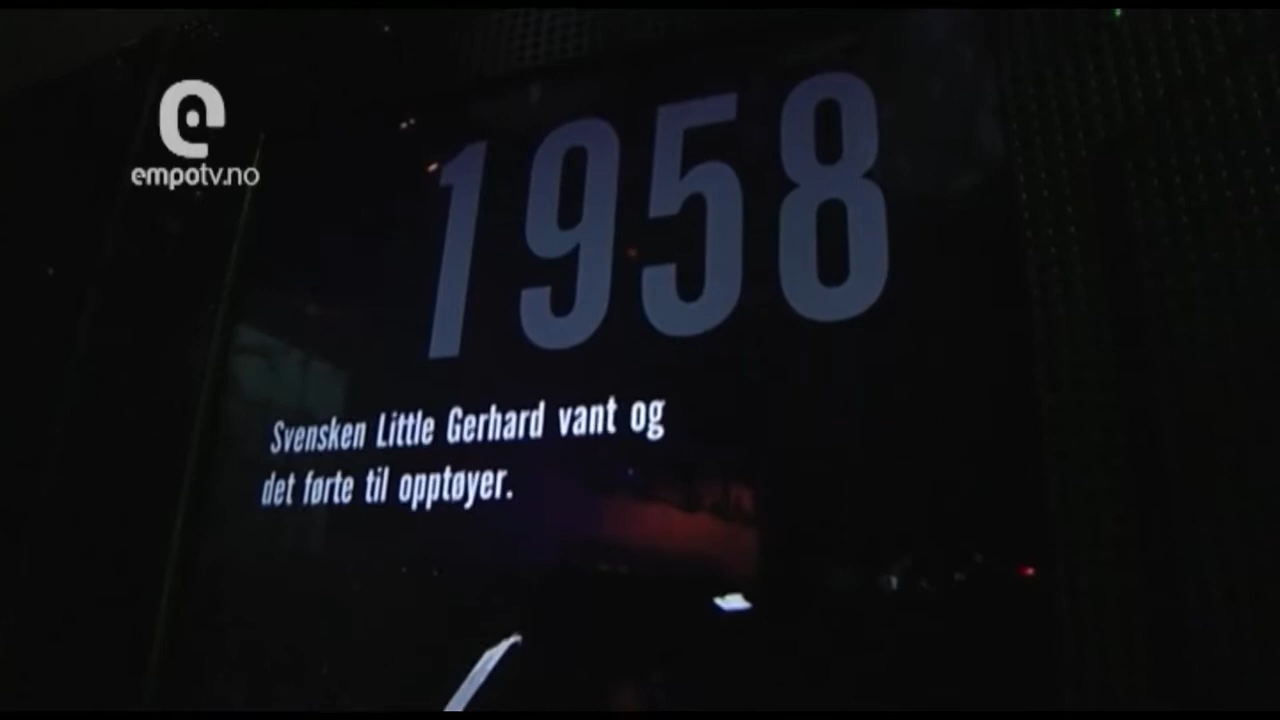 empotv.no
1958
Svensken Little Gerhard vant og
det førte til opptøyer.